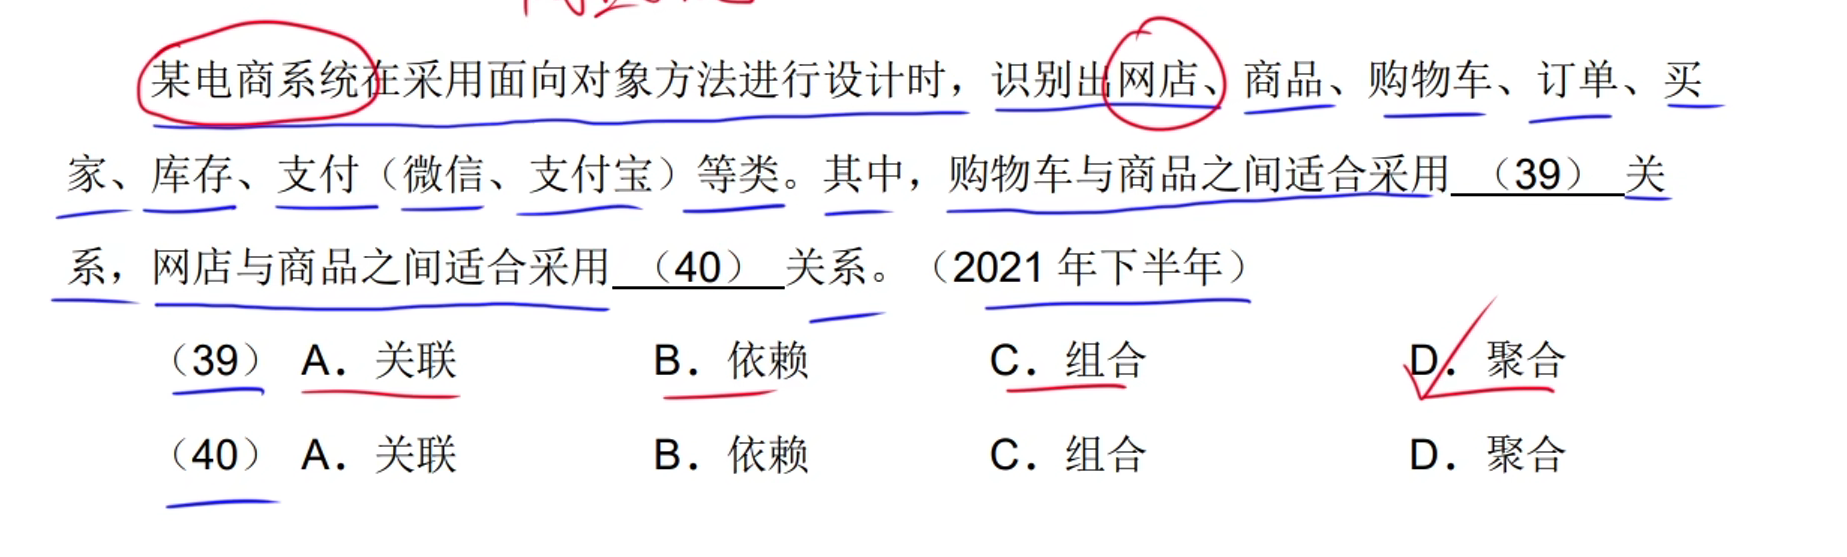 某电商系统在采用面向对象方法进行设计时，识别出网店、商品、购物车、订单、买
家、库存、支付（微信、支付宝）等类。其中，购物车与商品之间适合采用（39）关
系，网店与商品之间适合采用（40）关系。（2021 年下半年）
（39） A．关联 B．依赖 C．组合 D．聚合
（40） A．关联 B．依赖 C．组合 D．聚合